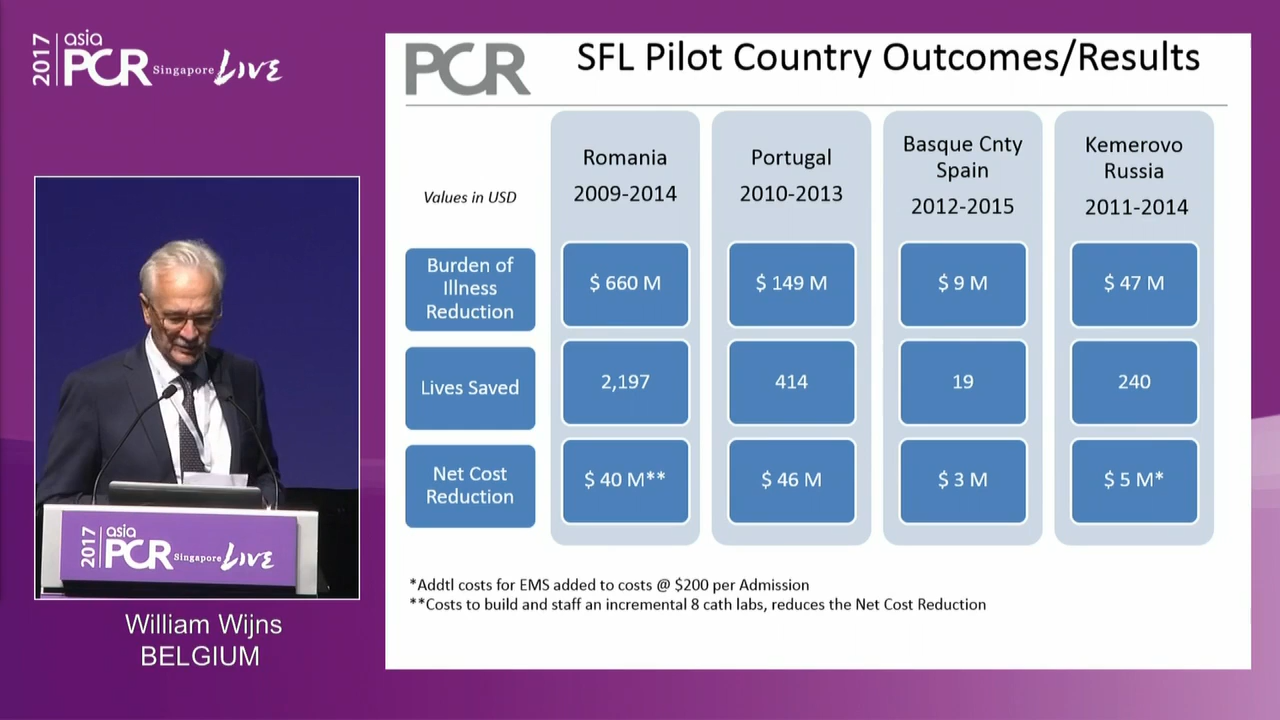 2017
asia
PCR
Singapore LIVE
PCR
SFL Pilot Country Outcomes/Results
Values in USD
Romania
2009-2014
Portugal
2010-2013
Basque Cnty
Spain
2012-2015
Kemerovo
Russia
2011-2014
Burden of
Illness
Reduction
$ 660 M
$ 149 M
$ 9 M
$ 47 M
Lives Saved
2,197
414
19
240
Net Cost
Reduction
$ 40 M**
$ 46 M
$ 3 M
$ 5 M*
*Addtl costs for EMS added to costs @ $200 per Admission
**Costs to build and staff an incremental 8 cath labs, reduces the Net Cost Reduction
2017
asia
PCR
Singapore LIVE
William Wijns
BELGIUM